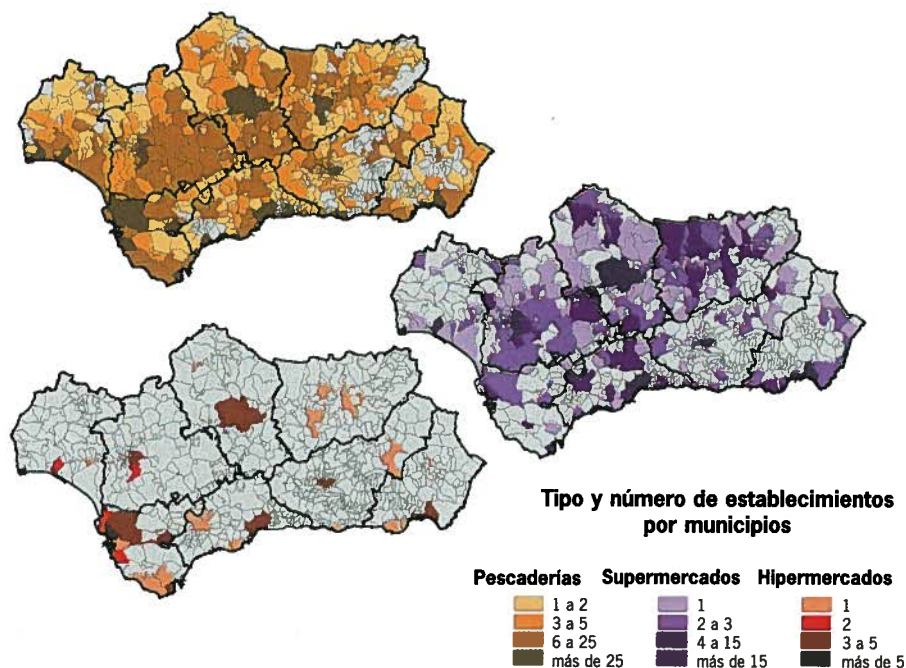 Tipo y número de establecimientos
por municipios
Pescaderías Supermercados Hipermercados
1 a 2 1 1
3 a 5 2 a 3 2
6 a 25 4 a 15 3 a 5
más de 25 más de 15 más de 5